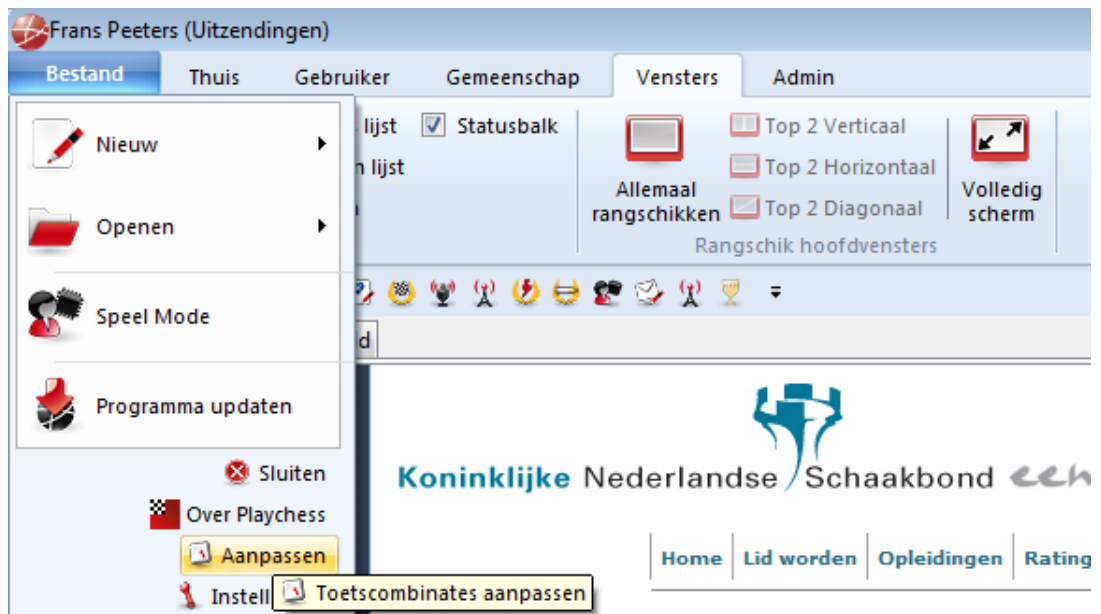 Frans Peeters (Uitzendingen)
Bestand Thuis Gebruiker Gemeenschap Vensters Admin
Nieuw
Openen
Speel Mode
Programma updaten
lijst Statusbalk
lijst
Allemaal
rangschikken
Top 2 Verticaal
Top 2 Horizontaal
Top 2 Diagonaal
Volledig
scherm
Rangschik hoofdvensters
Sluiten
Over Playchess
Aanpassen
Instell
Toetscombinates aanpassen
Koninklijke Nederlandse Schaakbond een
Home Lid worden Opleidingen Rating